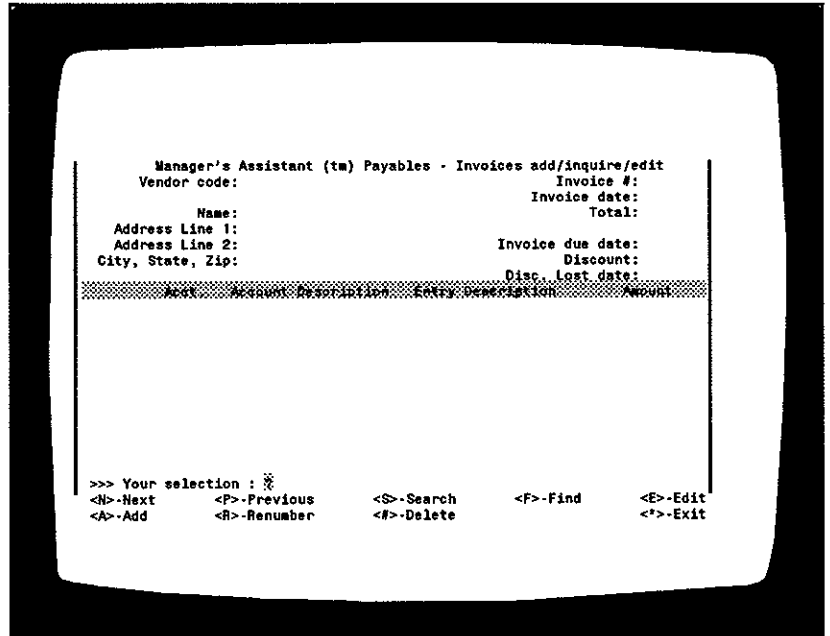 Manager's Assistant (tm) Payables - Invoices add/inquire/edit
Vendor code: Invoice #:
Invoice date:
Name: Total:
Address Line 1:
Address Line 2: Invoice due date:
City, State, Zip: Discount:
Disc. Lost date:
Acct. Account Description Entry Description Amount
>>> Your selection :
<N>-Next <P>-Previous <S>-Search <F>-Find <E>-Edit
<A>-Add <R>-Renumber <#>-Delete <*>-Exit